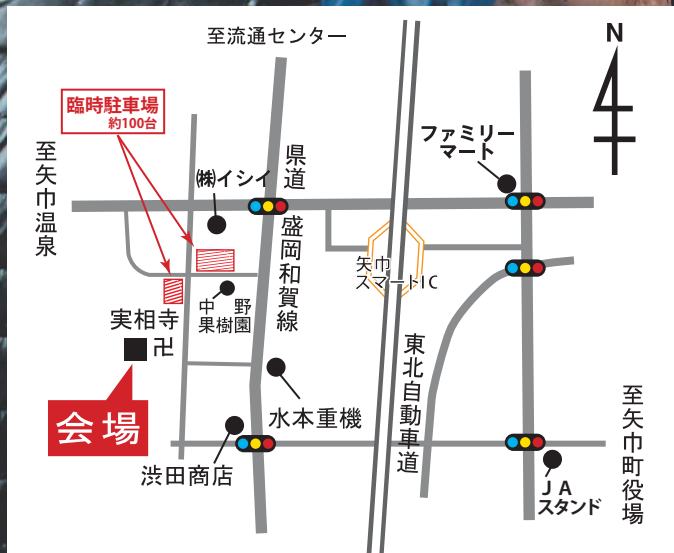 至流通センター
N
臨時駐車場
約100台
ファミリー
マート
至矢巾温泉
㈱イシイ
県道
盛岡和賀線
矢巾
スマートIC
中野
果樹園
実相寺
卍
会場
水本重機
東北自動車道
渋田商店
至矢巾町役場
JA
スタンド